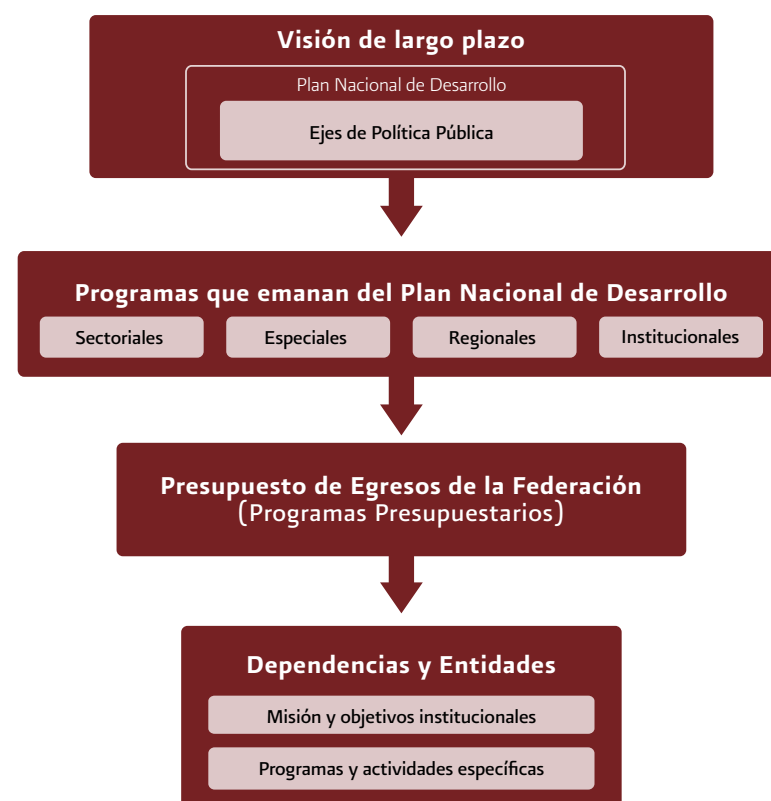 Visión de largo plazo
Plan Nacional de Desarrollo
Ejes de Política Pública
Programas que emanan del Plan Nacional de Desarrollo
Sectoriales
Especiales
Regionales
Institucionales
Presupuesto de Egresos de la Federación
(Programas Presupuestarios)
Dependencias y Entidades
Misión y objetivos institucionales
Programas y actividades específicas